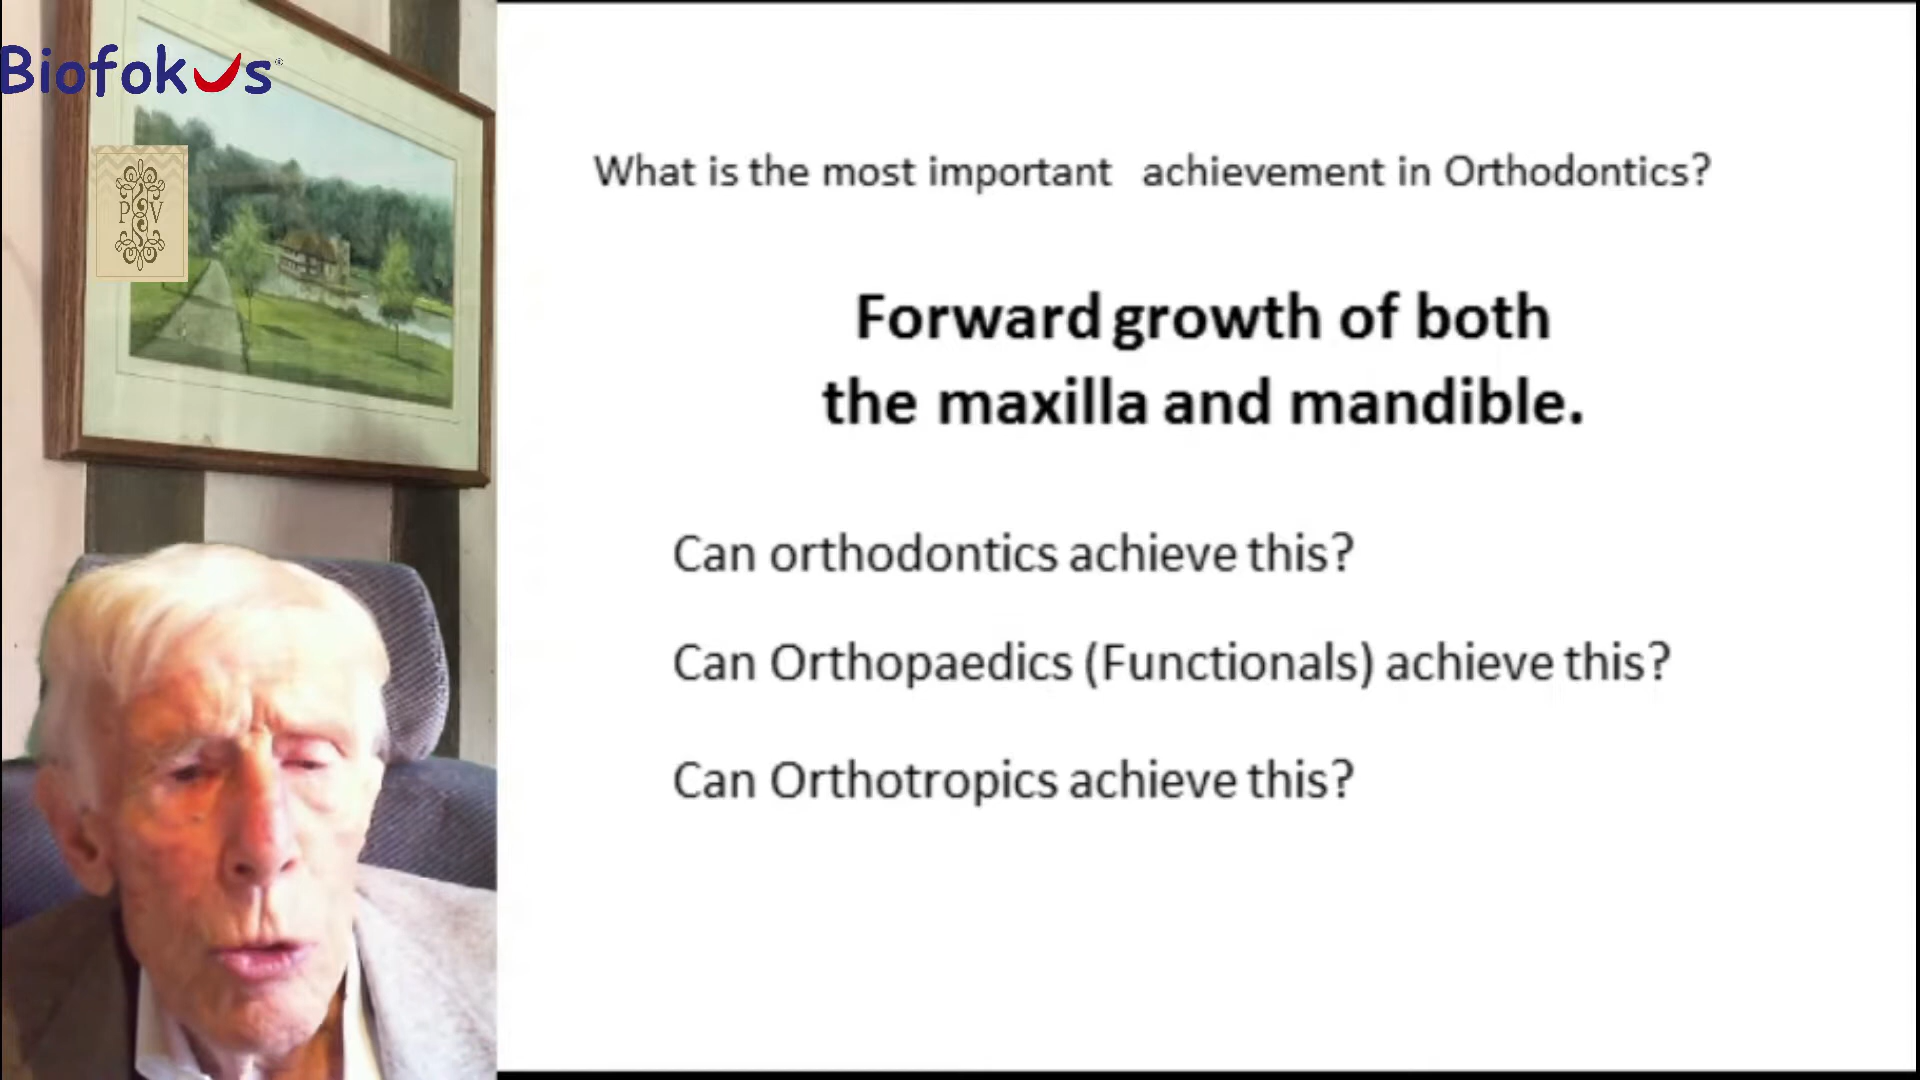 Biofokus
P V
What is the most important achievement in Orthodontics?
Forward growth of both
the maxilla and mandible.
Can orthodontics achieve this?
Can Orthopaedics (Functionals) achieve this?
Can Orthotropics achieve this?